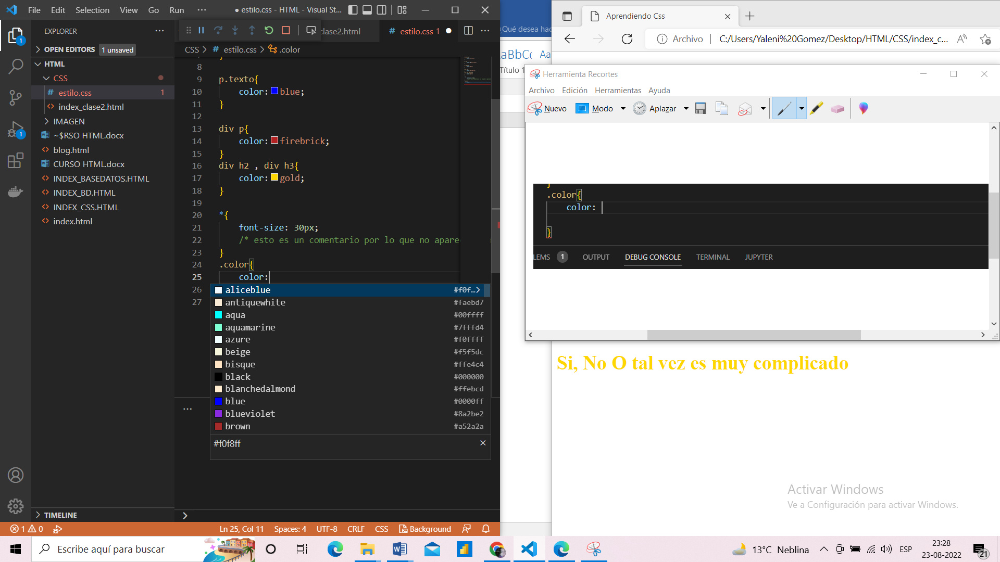 File Edit Selection View Go Run ··· ● estilo.css - HTML - Visual St...
EXPLORER
OPEN EDITORS 1 unsaved
HTML
CSS
# estilo.css 1
<> index_clase2.html
IMAGEN
~$RSO HTML.docx
<> blog.html
CURSO HTML.docx
<> INDEX_BASEDATOS.HTML
<> INDEX_BD.HTML
<> INDEX_CSS.HTML
<> index.html
TIMELINE
clase2.html # estilo.css 1 ●
CSS > # estilo.css > .color
8
9 p.texto{
10 color: blue;
11 }
12
13 div p{
14 color: firebrick;
15 }
16 div h2 , div h3{
17 color: gold;
18 }
19
20 *{
21 font-size: 30px;
22 /* esto es un comentario por lo que no apare
23 }
24 .color{
25 color:
26
27
aliceblue #f0f...>
antiquewhite #faebd7
aqua #00ffff
aquamarine #7fffd4
azure #f0ffff
beige #f5f5dc
bisque #ffe4c4
black #000000
blanchedalmond #ffebcd
blue #0000ff
blueviolet #8a2be2
brown #a52a2a
#f0f8ff
1 0 Ln 25, Col 11 Spaces: 4 UTF-8 CRLF CSS Background
¿Qué desea hac
aBbCc Aa
Título 1
Aprendiendo Css
Archivo C:/Users/Yaleni%20Gomez/Desktop/HTML/CSS/index_c...
Herramienta Recortes
Archivo Edición Herramientas Ayuda
Nuevo Modo Aplazar
}
.color{
color:
}
LEMS 1 OUTPUT DEBUG CONSOLE TERMINAL JUPYTER
Si, No O tal vez es muy complicado
Activar Windows
Ve a Configuración para activar Windows.
Escribe aquí para buscar
13°C Neblina
ESP
23:28
23-08-2022
21